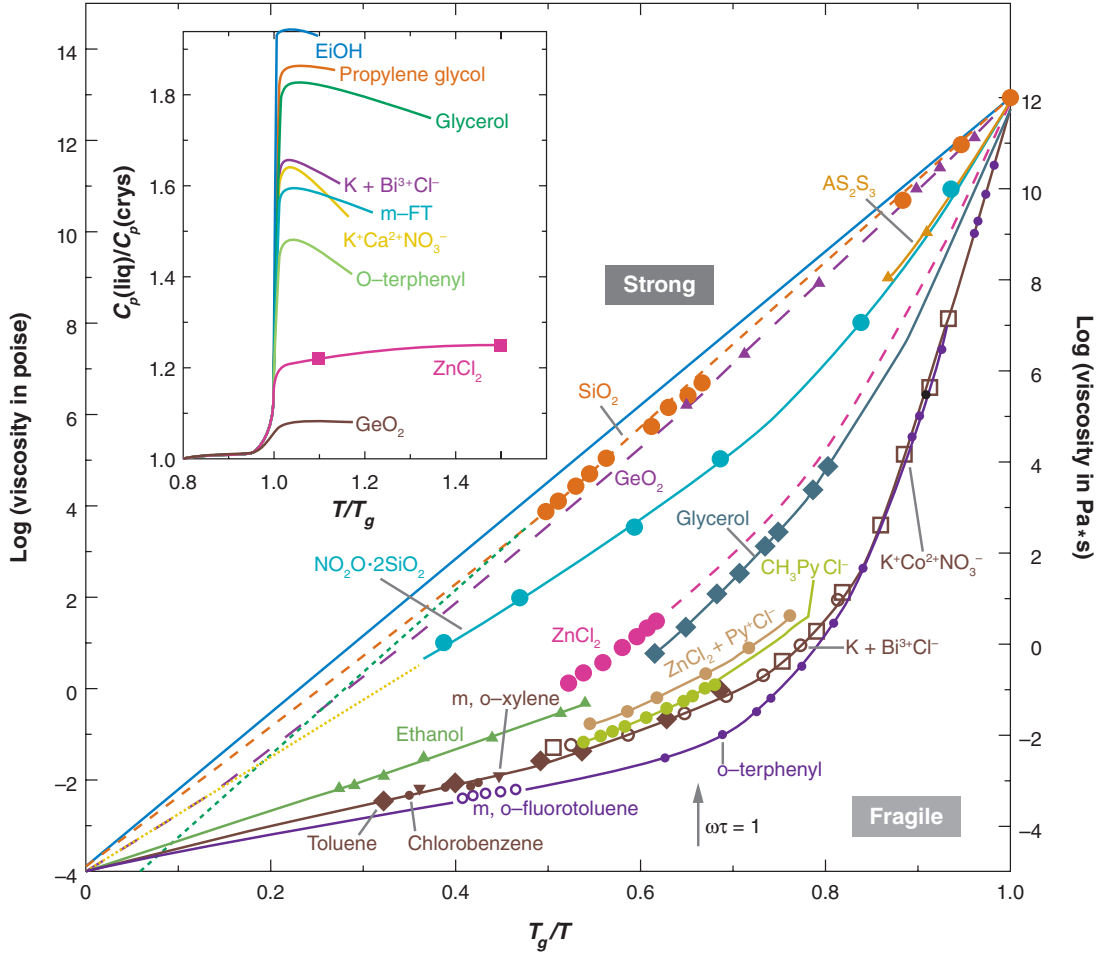 14
12
10
8
6
4
2
0
−2
−4
Log (viscosity in poise)
12
10
8
6
4
2
0
−2
−4
Log (viscosity in Pa*s)
0
0.2
0.4
0.6
0.8
1.0
T_g/T
1.8
1.6
1.4
1.2
1.0
C_p(liq)/C_p(crys)
0.8
1.0
1.2
1.4
T/T_g
EiOH
Propylene glycol
Glycerol
K + Bi³⁺Cl⁻
m–FT
K⁺Ca²⁺NO₃⁻
O–terphenyl
ZnCl₂
GeO₂
Strong
AS₂S₃
SiO₂
GeO₂
Glycerol
NO₂O·2SiO₂
CH₃Py Cl⁻
K⁺Co²⁺NO₃⁻
ZnCl₂
ZnCl₂ + Py⁺Cl⁻
K + Bi³⁺Cl⁻
m, o–xylene
Ethanol
o–terphenyl
m, o–fluorotoluene
Toluene
Chlorobenzene
ωτ = 1
Fragile